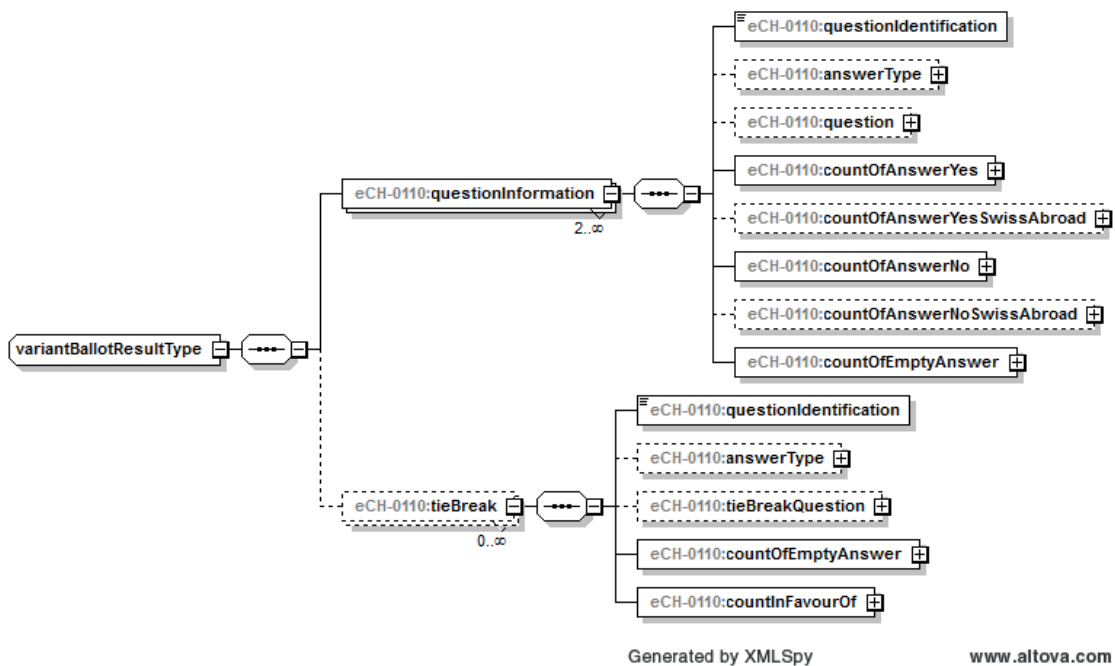 eCH-0110:questionIdentification
eCH-0110:answerType
eCH-0110:question
eCH-0110:countOfAnswerYes
eCH-0110:questionInformation
2..∞
eCH-0110:countOfAnswerYesSwissAbroad
eCH-0110:countOfAnswerNo
eCH-0110:countOfAnswerNoSwissAbroad
eCH-0110:countOfEmptyAnswer
variantBallotResultType
eCH-0110:questionIdentification
eCH-0110:answerType
eCH-0110:tieBreak
0..∞
eCH-0110:tieBreakQuestion
eCH-0110:countOfEmptyAnswer
eCH-0110:countInFavourOf
Generated by XMLSpy www.altova.com